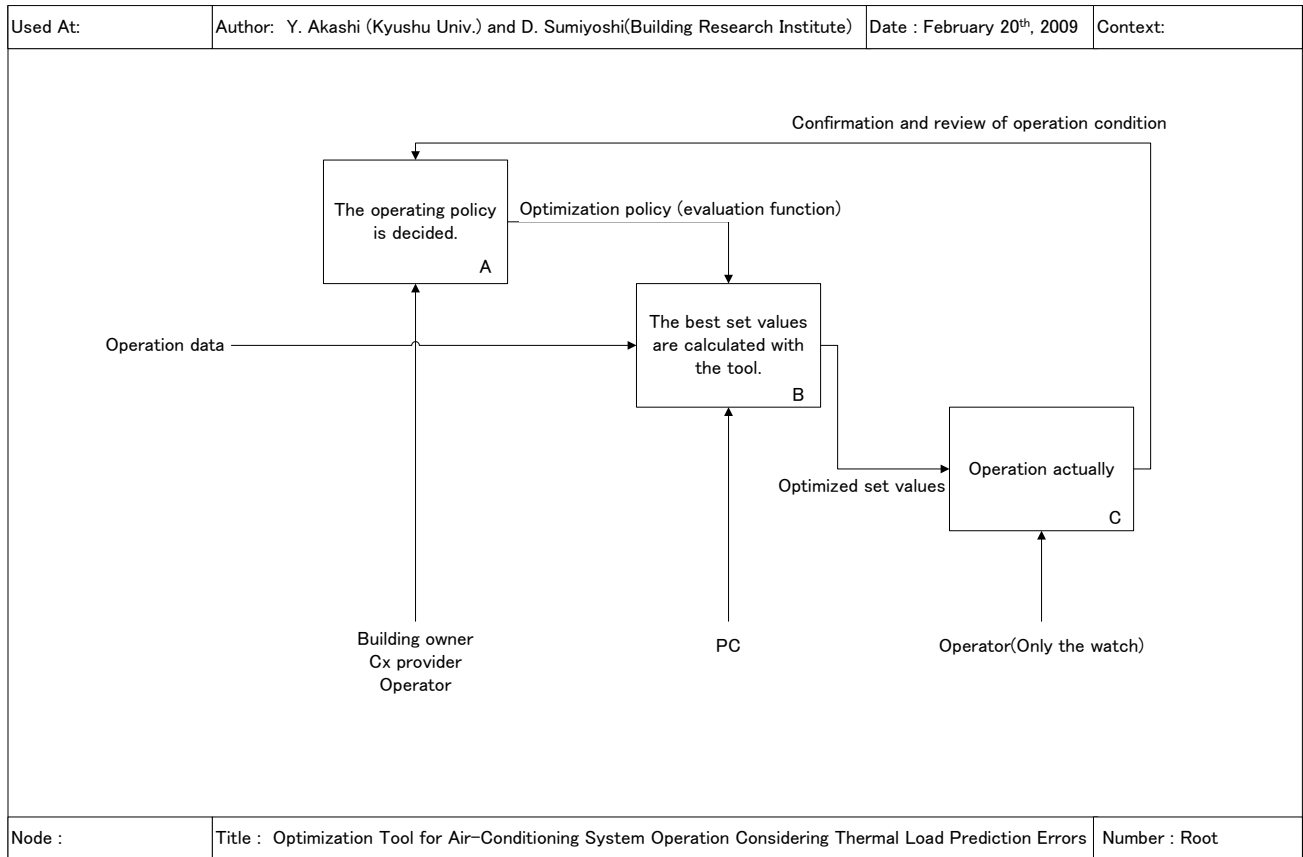 Used At:
Author: Y. Akashi (Kyushu Univ.) and D. Sumiyoshi(Building Research Institute)
Date : February 20th, 2009
Context:
Confirmation and review of operation condition
The operating policy
is decided.
A
Optimization policy (evaluation function)
Operation data
The best set values
are calculated with
the tool.
B
Optimized set values
Operation actually
C
Building owner
Cx provider
Operator
PC
Operator(Only the watch)
Node :
Title : Optimization Tool for Air-Conditioning System Operation Considering Thermal Load Prediction Errors
Number : Root